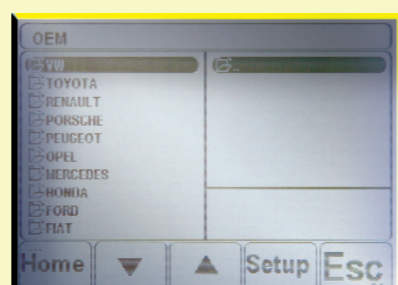 OEM
VW
TOYOTA
RENAULT
PORSCHE
PEUGEOT
OPEL
MERCEDES
HONDA
FORD
FIAT
Home Setup Esc